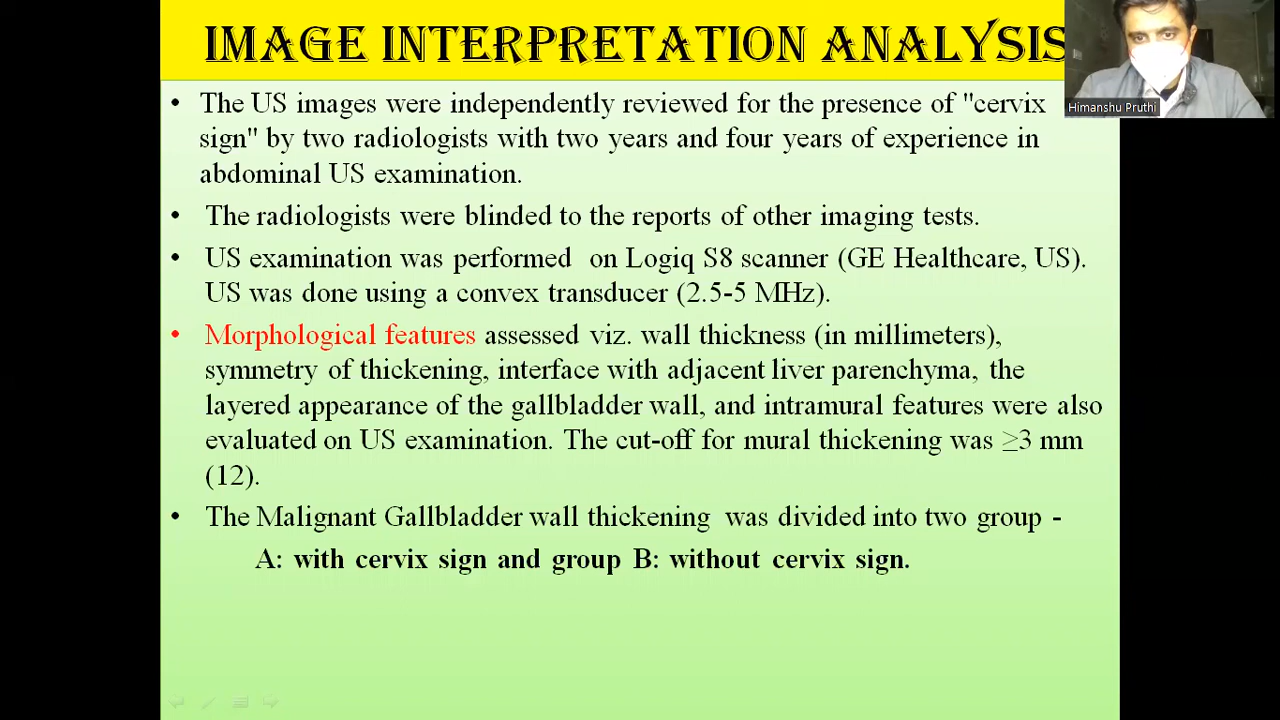 IMAGE INTERPRETATION ANALYSIS
Himanshu Pruthi
• The US images were independently reviewed for the presence of "cervix
sign" by two radiologists with two years and four years of experience in
abdominal US examination.
• The radiologists were blinded to the reports of other imaging tests.
• US examination was performed on Logiq S8 scanner (GE Healthcare, US).
US was done using a convex transducer (2.5-5 MHz).
• Morphological features assessed viz. wall thickness (in millimeters),
symmetry of thickening, interface with adjacent liver parenchyma, the
layered appearance of the gallbladder wall, and intramural features were also
evaluated on US examination. The cut-off for mural thickening was ≥3 mm
(12).
• The Malignant Gallbladder wall thickening was divided into two group -
A: with cervix sign and group B: without cervix sign.